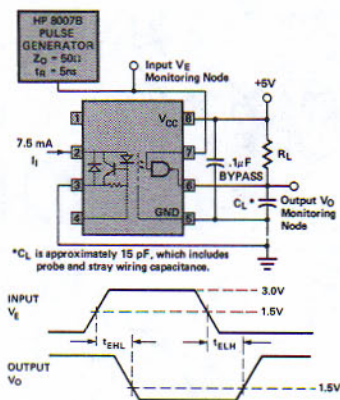 HP 8007B
PULSE
GENERATOR
Z₀ = 50Ω
tR = 5ns
Input VE
Monitoring Node
+5V
1
VCC
8
7.5 mA
II
2
7
RL
.1μF
BYPASS
3
6
CL*
Output VO
Monitoring
Node
4
GND
5
*CL is approximately 15 pF, which includes
probe and stray wiring capacitance.
INPUT
VE
3.0V
1.5V
tEHL
tELH
OUTPUT
VO
1.5V